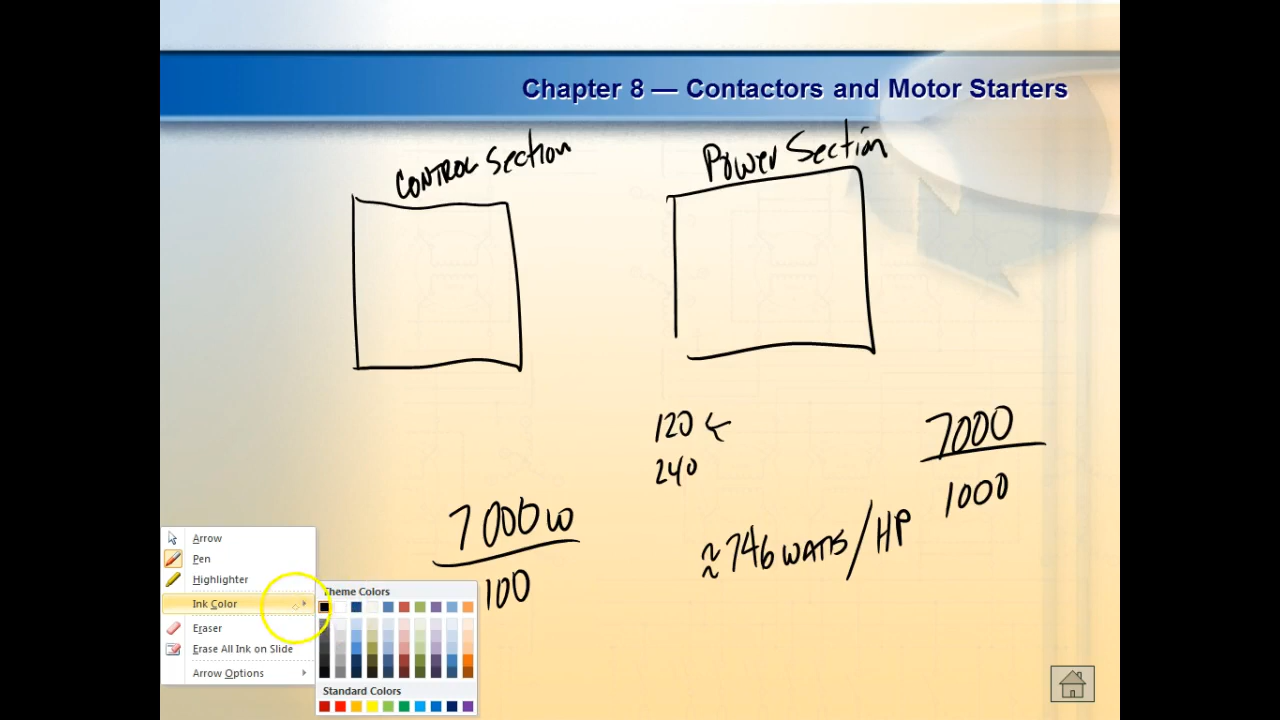 Chapter 8 — Contactors and Motor Starters
CONTROL Section
Power Section
120
240
7000
1000
7000w
100
≈746 WATTS/HP
Arrow
Pen
Highlighter
Ink Color
Eraser
Erase All Ink on Slide
Arrow Options
Theme Colors
Standard Colors